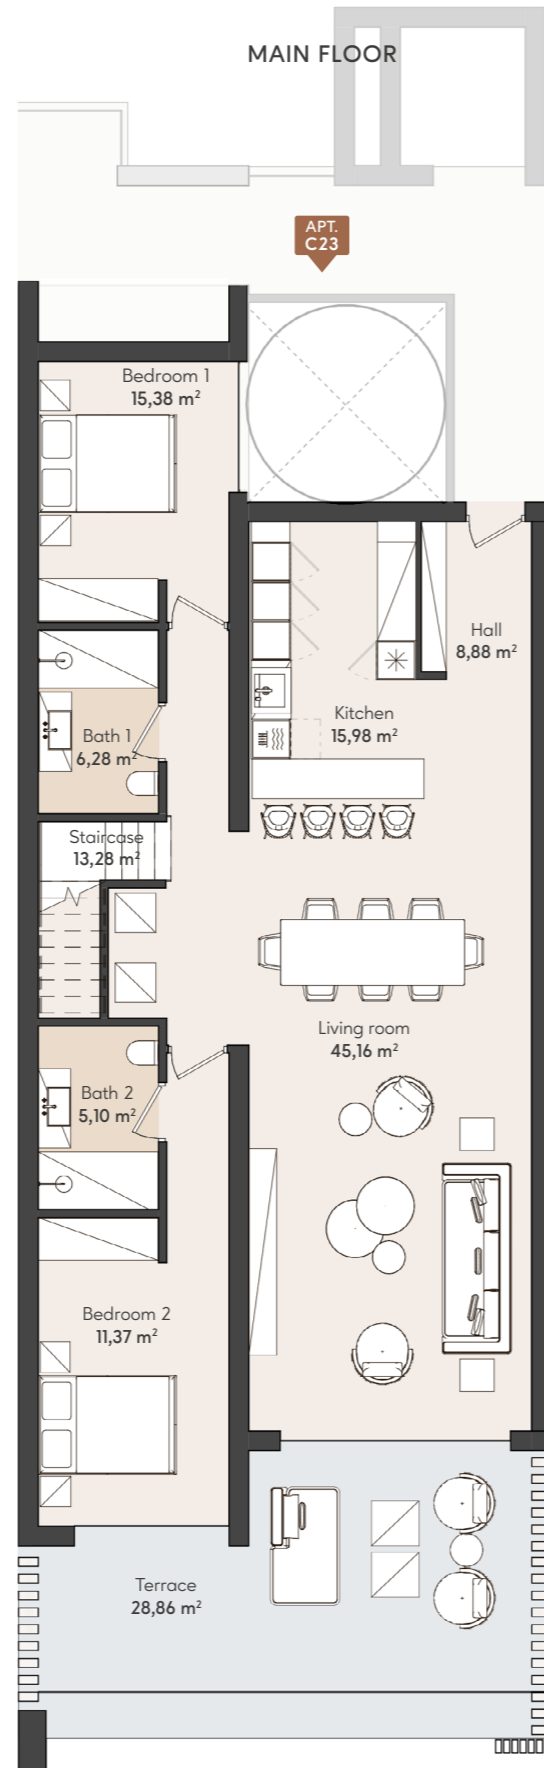 MAIN FLOOR
APT.
C23
Bedroom 1
15,38 m²
Hall
8,88 m²
Kitchen
15,98 m²
Bath 1
6,28 m²
Staircase
13,28 m²
Living room
45,16 m²
Bath 2
5,10 m²
Bedroom 2
11,37 m²
Terrace
28,86 m²